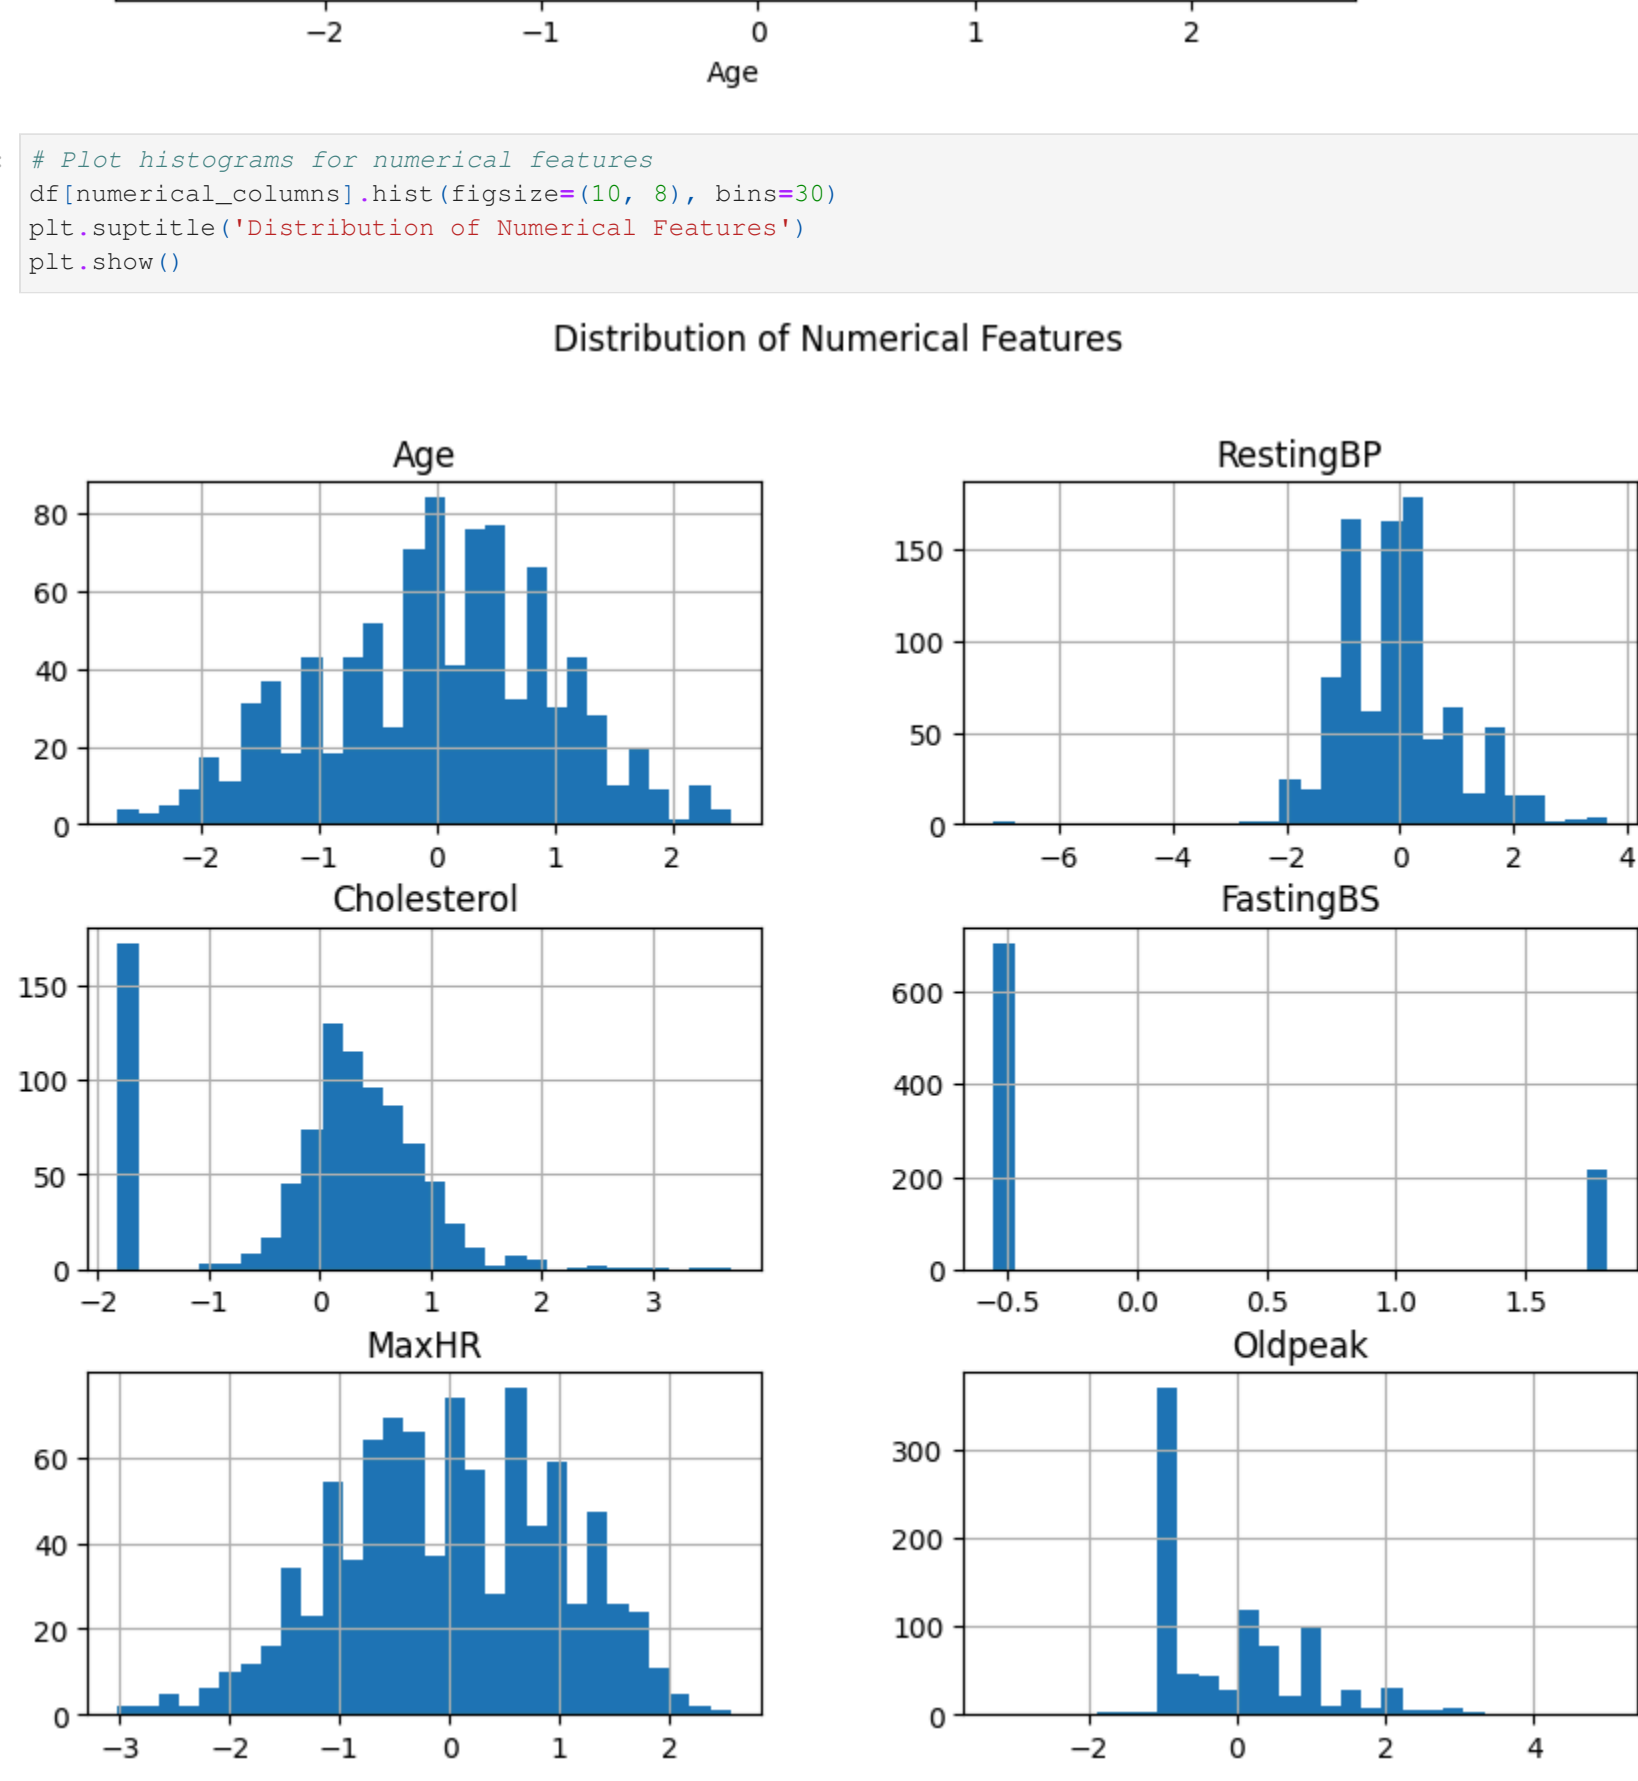 −2 −1 0 1 2
Age
:
# Plot histograms for numerical features
df[numerical_columns].hist(figsize=(10, 8), bins=30)
plt.suptitle('Distribution of Numerical Features')
plt.show()
Distribution of Numerical Features
Age
80
60
40
20
0
−2 −1 0 1 2
RestingBP
150
100
50
0
−6 −4 −2 0 2 4
Cholesterol
150
100
50
0
−2 −1 0 1 2 3
FastingBS
600
400
200
0
−0.5 0.0 0.5 1.0 1.5
MaxHR
60
40
20
0
−3 −2 −1 0 1 2
Oldpeak
300
200
100
0
−2 0 2 4